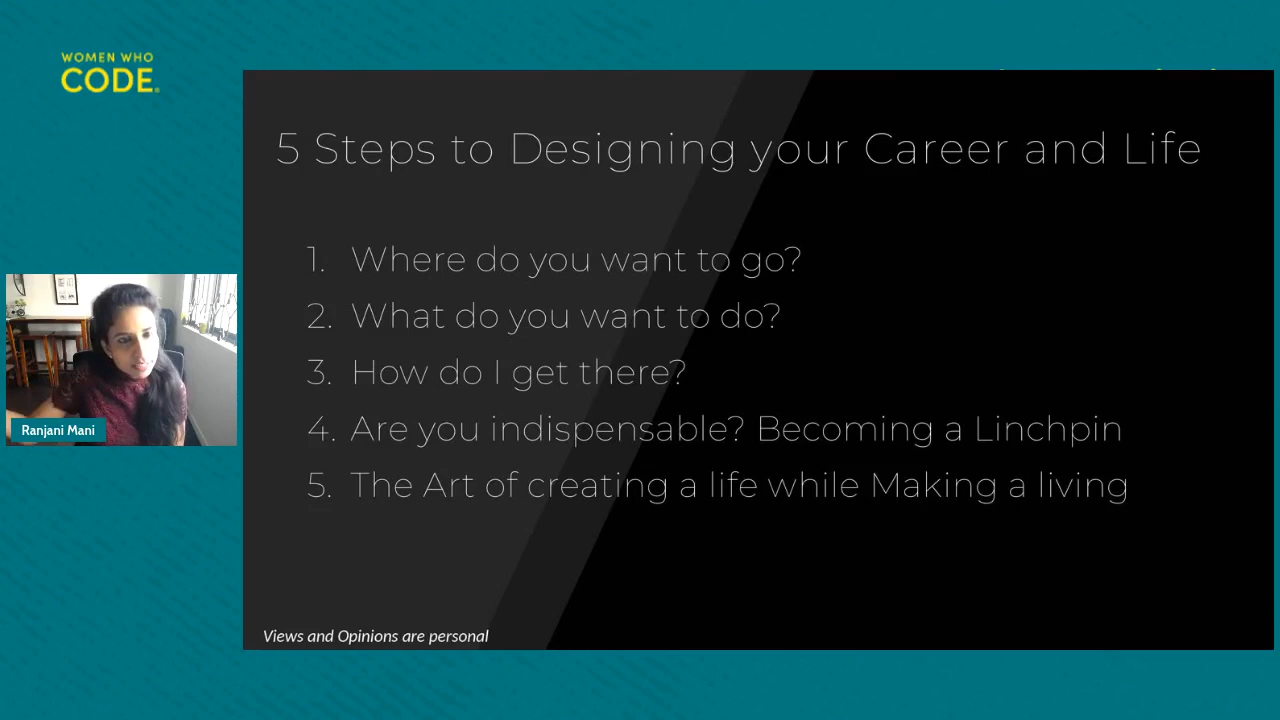 WOMEN WHO
CODE
5 Steps to Designing your Career and Life
1. Where do you want to go?
2. What do you want to do?
3. How do I get there?
4. Are you indispensable? Becoming a Linchpin
5. The Art of creating a life while Making a living
Ranjani Mani
Views and Opinions are personal